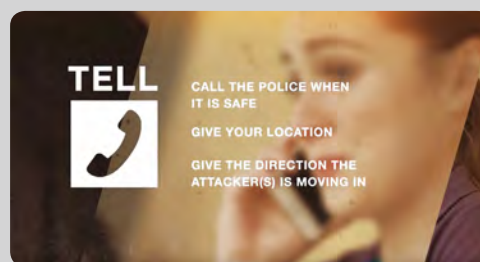 TELL
CALL THE POLICE WHEN
IT IS SAFE
GIVE YOUR LOCATION
GIVE THE DIRECTION THE
ATTACKER(S) IS MOVING IN